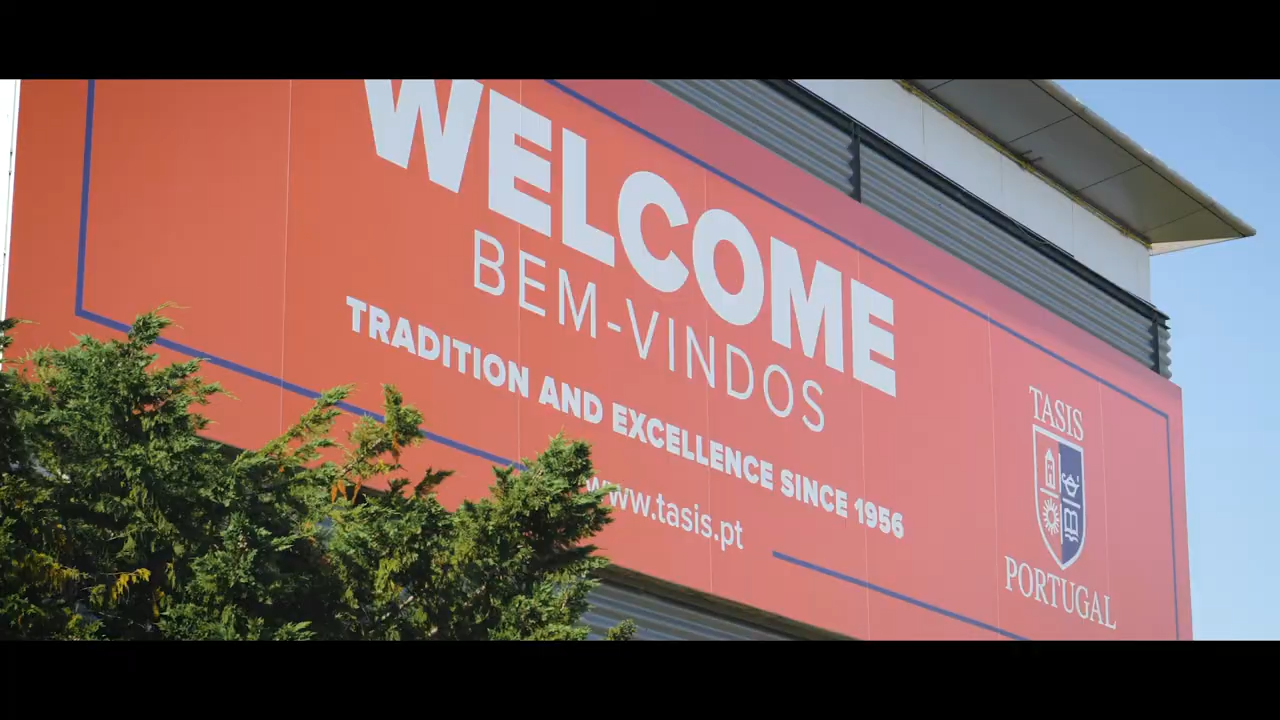 WELCOME
BEM-VINDOS
TRADITION AND EXCELLENCE SINCE 1956
www.tasis.pt
TASIS
PORTUGAL